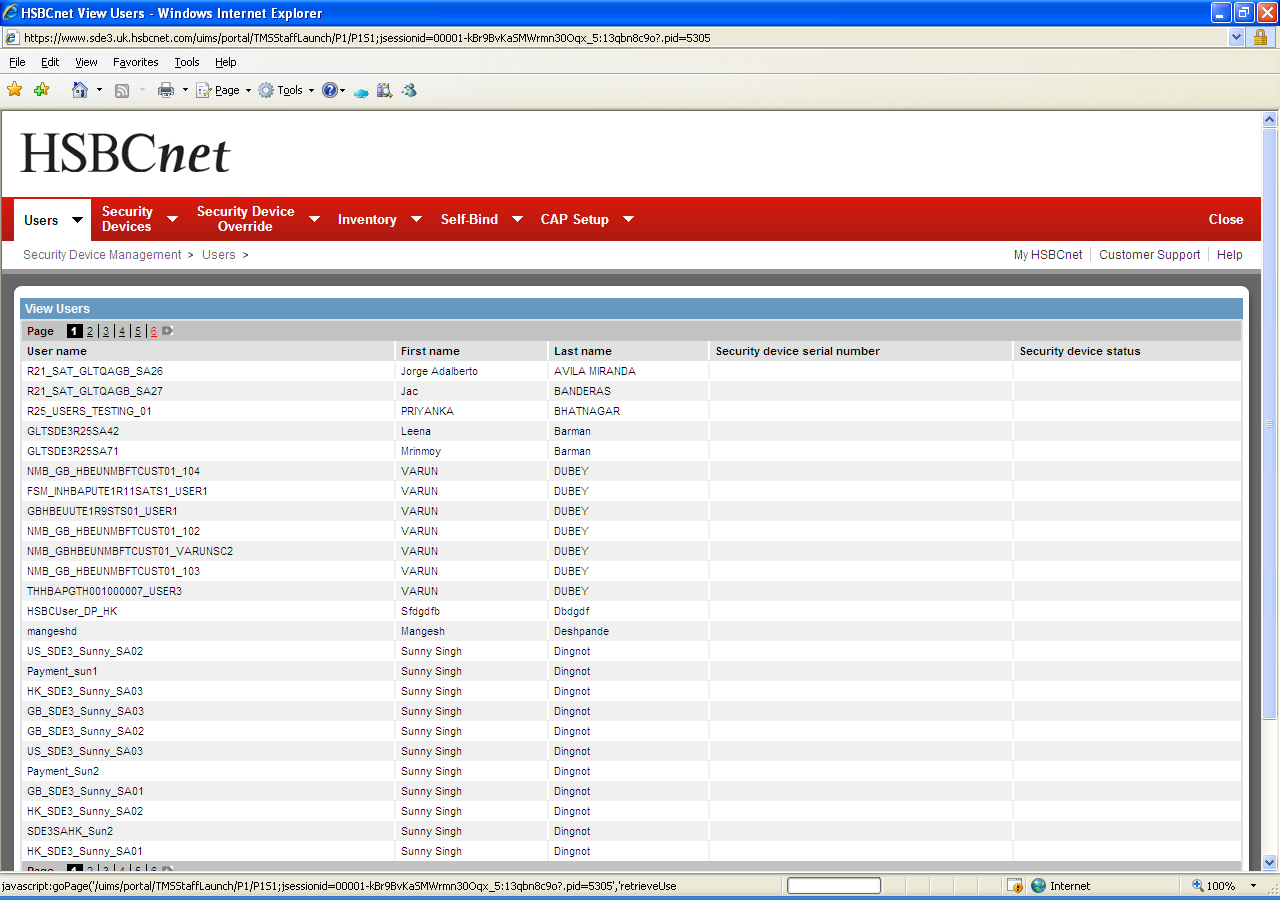 HSBCnet View Users - Windows Internet Explorer
https://www.sde3.uk.hsbcnet.com/uims/portal/TMSStaffLaunch/P1/P1S1;jsessionid=00001-kBr9BvKaSMWrmn30Oqx_5:13qbn8c9o?.pid=5305
File Edit View Favorites Tools Help
Page Tools
HSBCnet
Users Security Devices Security Device Override Inventory Self-Bind CAP Setup Close
Security Device Management > Users > My HSBCnet Customer Support Help
View Users
Page 1 2 3 4 5 6
User name First name Last name Security device serial number Security device status
R21_SAT_GLTQAGB_SA26 Jorge Adalberto AVILA MIRANDA
R21_SAT_GLTQAGB_SA27 Jac BANDERAS
R25_USERS_TESTING_01 PRIYANKA BHATNAGAR
GLTSDE3R25SA42 Leena Barman
GLTSDE3R25SA71 Mrinmoy Barman
NMB_GB_HBEUNMBFTCUST01_104 VARUN DUBEY
FSM_INHBAPUTE1R11SATS1_USER1 VARUN DUBEY
GBHBEUUTE1R9STS01_USER1 VARUN DUBEY
NMB_GB_HBEUNMBFTCUST01_102 VARUN DUBEY
NMB_GBHBEUNMBFTCUST01_VARUNSC2 VARUN DUBEY
NMB_GB_HBEUNMBFTCUST01_103 VARUN DUBEY
THHBAPGTH001000007_USER3 VARUN DUBEY
HSBCUser_DP_HK Sfdgdfb Dbdgdf
mangeshd Mangesh Deshpande
US_SDE3_Sunny_SA02 Sunny Singh Dingnot
Payment_sun1 Sunny Singh Dingnot
HK_SDE3_Sunny_SA03 Sunny Singh Dingnot
GB_SDE3_Sunny_SA03 Sunny Singh Dingnot
GB_SDE3_Sunny_SA02 Sunny Singh Dingnot
US_SDE3_Sunny_SA03 Sunny Singh Dingnot
Payment_Sun2 Sunny Singh Dingnot
GB_SDE3_Sunny_SA01 Sunny Singh Dingnot
HK_SDE3_Sunny_SA02 Sunny Singh Dingnot
SDE3SAHK_Sun2 Sunny Singh Dingnot
HK_SDE3_Sunny_SA01 Sunny Singh Dingnot
Page 1 2 3 4 5 6
javascript:goPage('/uims/portal/TMSStaffLaunch/P1/P1S1;jsessionid=00001-kBr9BvKaSMWrmn30Oqx_5:13qbn8c9o?.pid=5305','retrieveUse Internet 100%